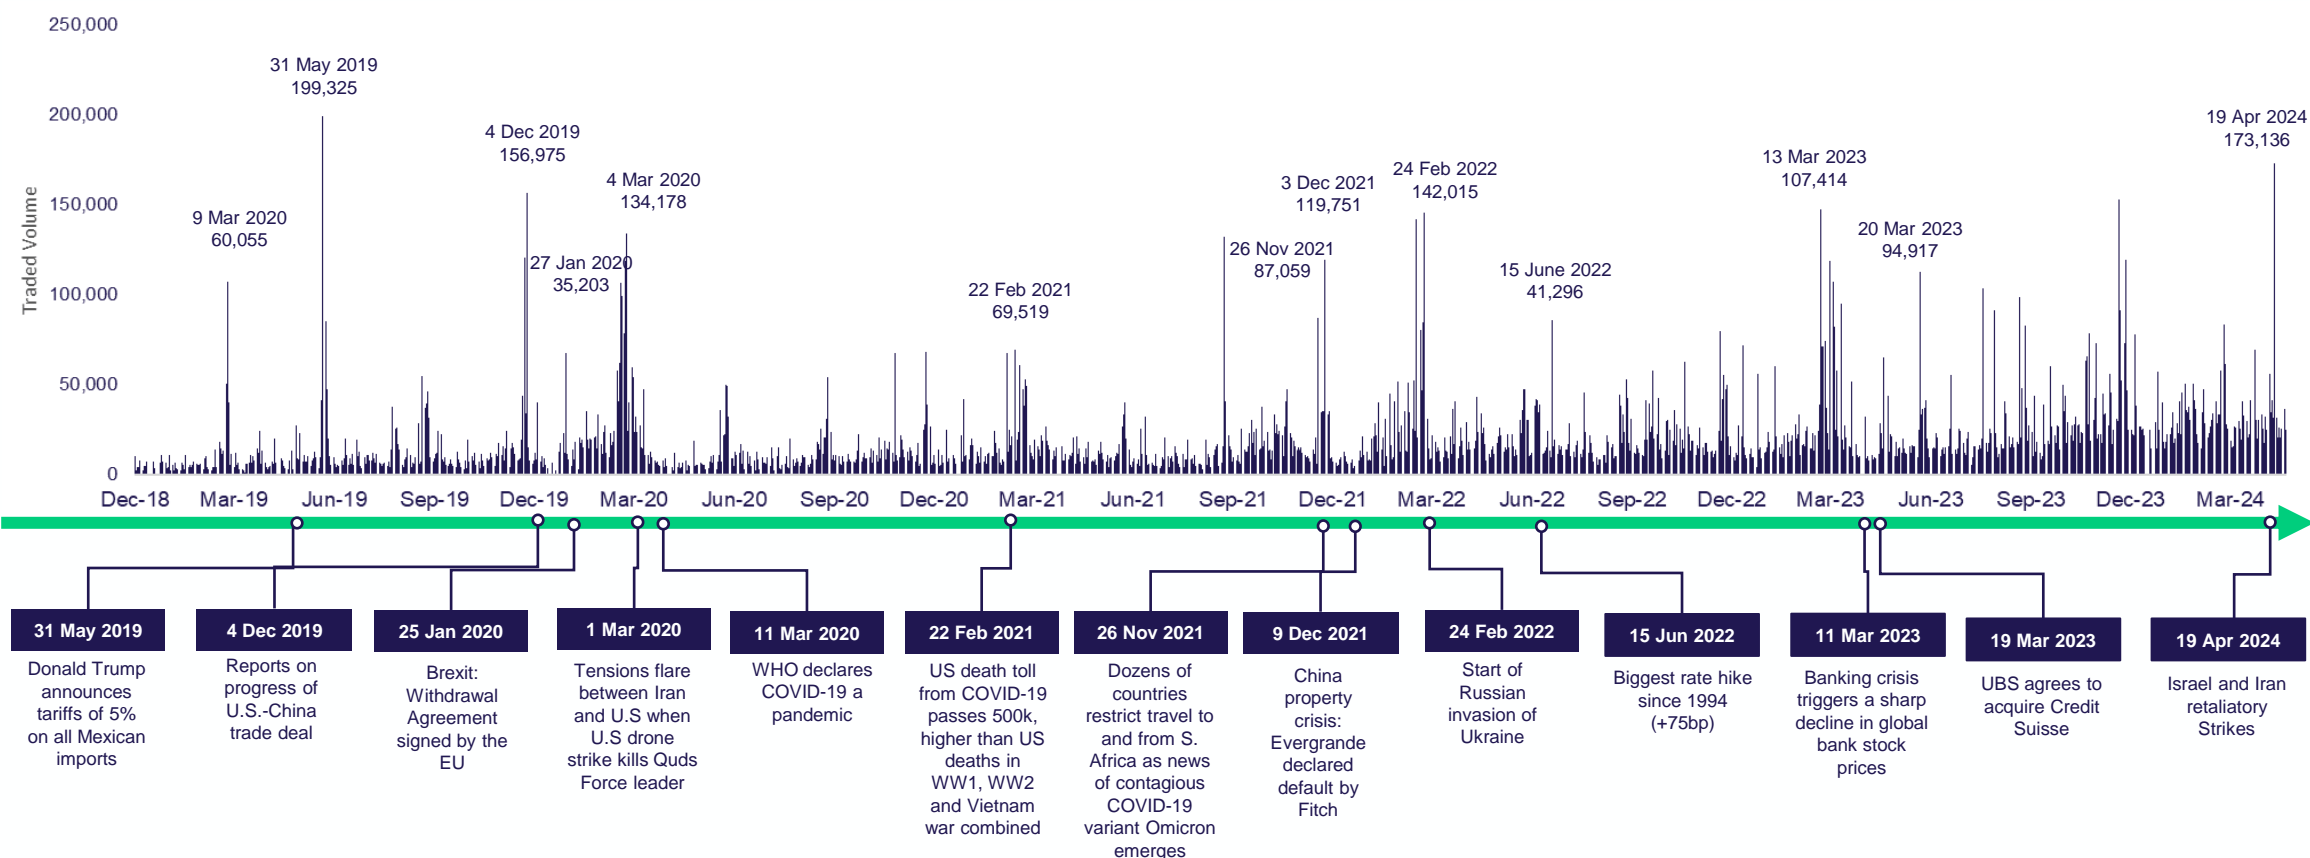 250,000
200,000
150,000
100,000
50,000
0
Traded Volume
9 Mar 2020
60,055
31 May 2019
199,325
4 Dec 2019
156,975
27 Jan 2020
35,203
4 Mar 2020
134,178
22 Feb 2021
69,519
26 Nov 2021
87,059
3 Dec 2021
119,751
24 Feb 2022
142,015
15 June 2022
41,296
13 Mar 2023
107,414
20 Mar 2023
94,917
19 Apr 2024
173,136
Dec-18 Mar-19 Jun-19 Sep-19 Dec-19 Mar-20 Jun-20 Sep-20 Dec-20 Mar-21 Jun-21 Sep-21 Dec-21 Mar-22 Jun-22 Sep-22 Dec-22 Mar-23 Jun-23 Sep-23 Dec-23 Mar-24
31 May 2019
Donald Trump
announces
tariffs of 5%
on all Mexican
imports
4 Dec 2019
Reports on
progress of
U.S.-China
trade deal
25 Jan 2020
Brexit:
Withdrawal
Agreement
signed by the
EU
1 Mar 2020
Tensions flare
between Iran
and U.S when
U.S drone
strike kills Quds
Force leader
11 Mar 2020
WHO declares
COVID-19 a
pandemic
22 Feb 2021
US death toll
from COVID-19
passes 500k,
higher than US
deaths in
WW1, WW2
and Vietnam
war combined
26 Nov 2021
Dozens of
countries
restrict travel to
and from S.
Africa as news
of contagious
COVID-19
variant Omicron
emerges
9 Dec 2021
China
property
crisis:
Evergrande
declared
default by
Fitch
24 Feb 2022
Start of
Russian
invasion of
Ukraine
15 Jun 2022
Biggest rate hike
since 1994
(+75bp)
11 Mar 2023
Banking crisis
triggers a sharp
decline in global
bank stock
prices
19 Mar 2023
UBS agrees to
acquire Credit
Suisse
19 Apr 2024
Israel and Iran
retaliatory
Strikes